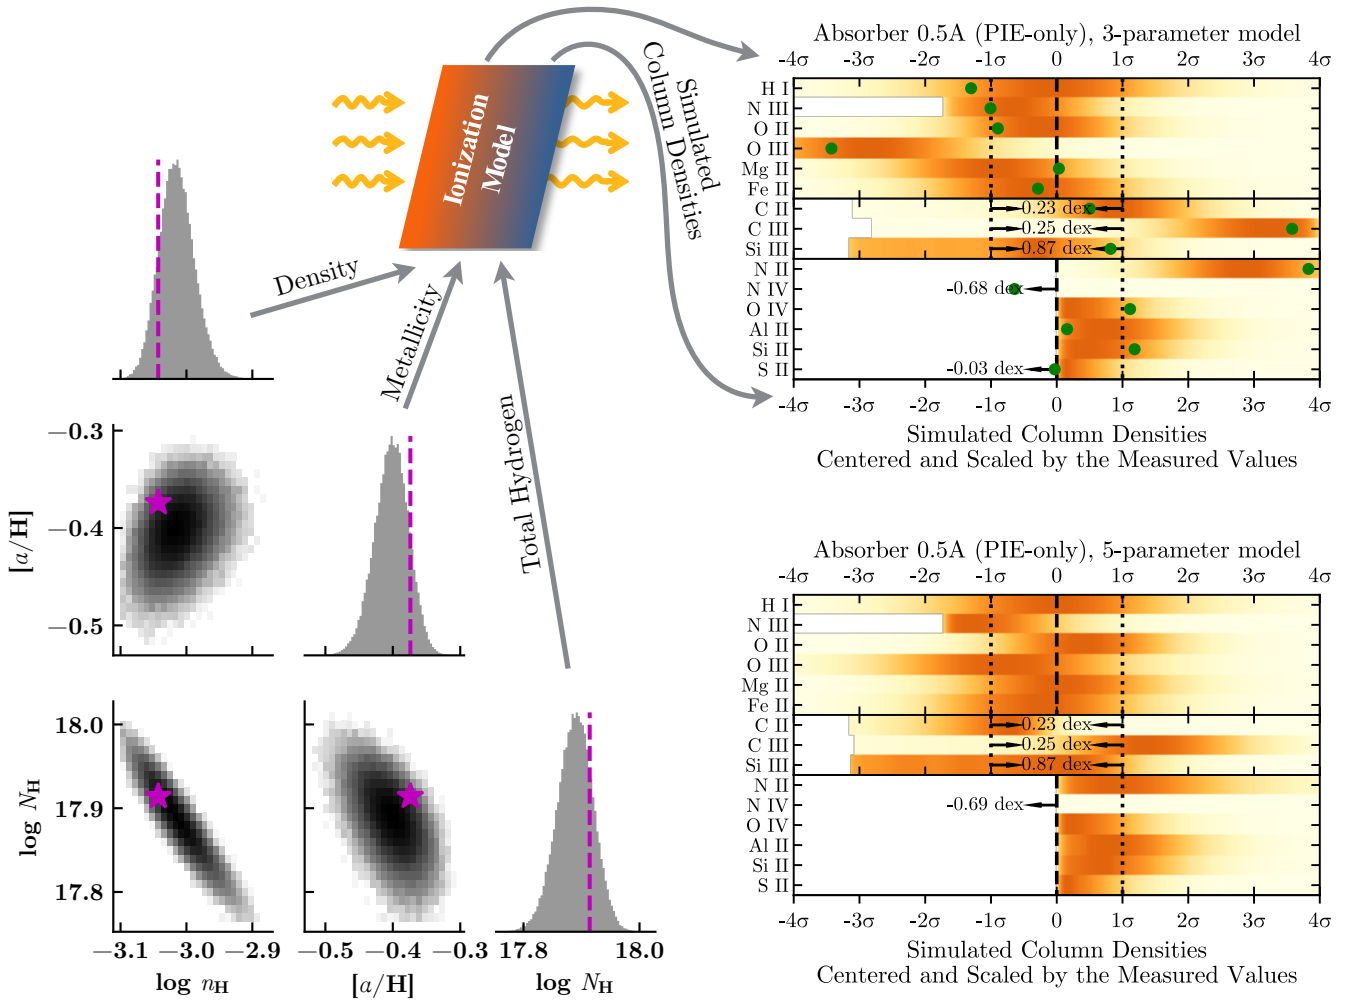 Ionization
Model
Simulated
Column Densities
Density
Metallicity
Total Hydrogen
−0.3
−0.4
−0.5
[a/H]
18.0
17.9
17.8
log N_H
−3.1 −3.0 −2.9
log n_H
−0.5 −0.4 −0.3
[a/H]
17.8 18.0
log N_H
Absorber 0.5A (PIE-only), 3-parameter model
-4σ -3σ -2σ -1σ 0 1σ 2σ 3σ 4σ
H I
N III
O II
O III
Mg II
Fe II
C II 0.23 dex
C III 0.25 dex
Si III 0.87 dex
N II
N IV -0.68 dex
O IV
Al II
Si II
S II -0.03 dex
-4σ -3σ -2σ -1σ 0 1σ 2σ 3σ 4σ
Simulated Column Densities
Centered and Scaled by the Measured Values
Absorber 0.5A (PIE-only), 5-parameter model
-4σ -3σ -2σ -1σ 0 1σ 2σ 3σ 4σ
H I
N III
O II
O III
Mg II
Fe II
C II 0.23 dex
C III 0.25 dex
Si III 0.87 dex
N II
N IV -0.69 dex
O IV
Al II
Si II
S II
-4σ -3σ -2σ -1σ 0 1σ 2σ 3σ 4σ
Simulated Column Densities
Centered and Scaled by the Measured Values